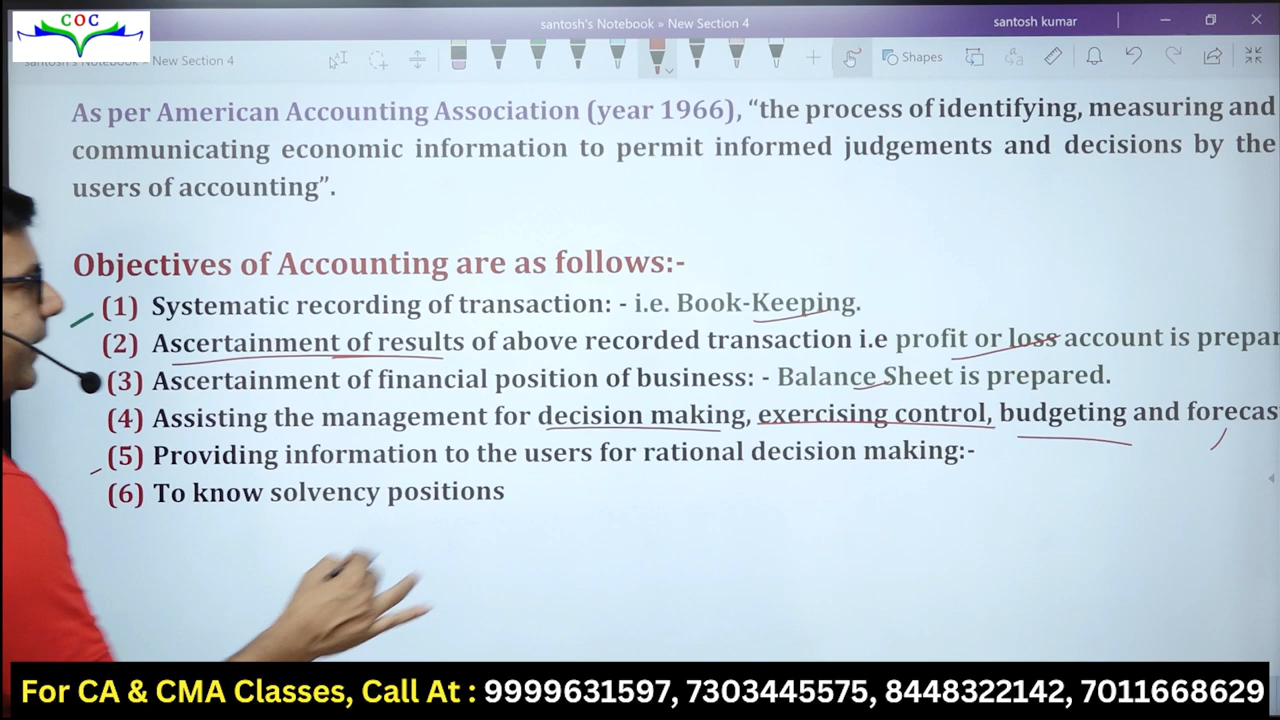 COC
santosh's Notebook » New Section 4
santosh kumar
santosh's Notebook » New Section 4
Shapes
As per American Accounting Association (year 1966), “the process of identifying, measuring and
communicating economic information to permit informed judgements and decisions by the
users of accounting”.
Objectives of Accounting are as follows:-
(1) Systematic recording of transaction: - i.e. Book-Keeping.
(2) Ascertainment of results of above recorded transaction i.e profit or loss account is prepar
(3) Ascertainment of financial position of business: - Balance Sheet is prepared.
(4) Assisting the management for decision making, exercising control, budgeting and forecas
(5) Providing information to the users for rational decision making:-
(6) To know solvency positions
For CA & CMA Classes, Call At : 9999631597, 7303445575, 8448322142, 7011668629